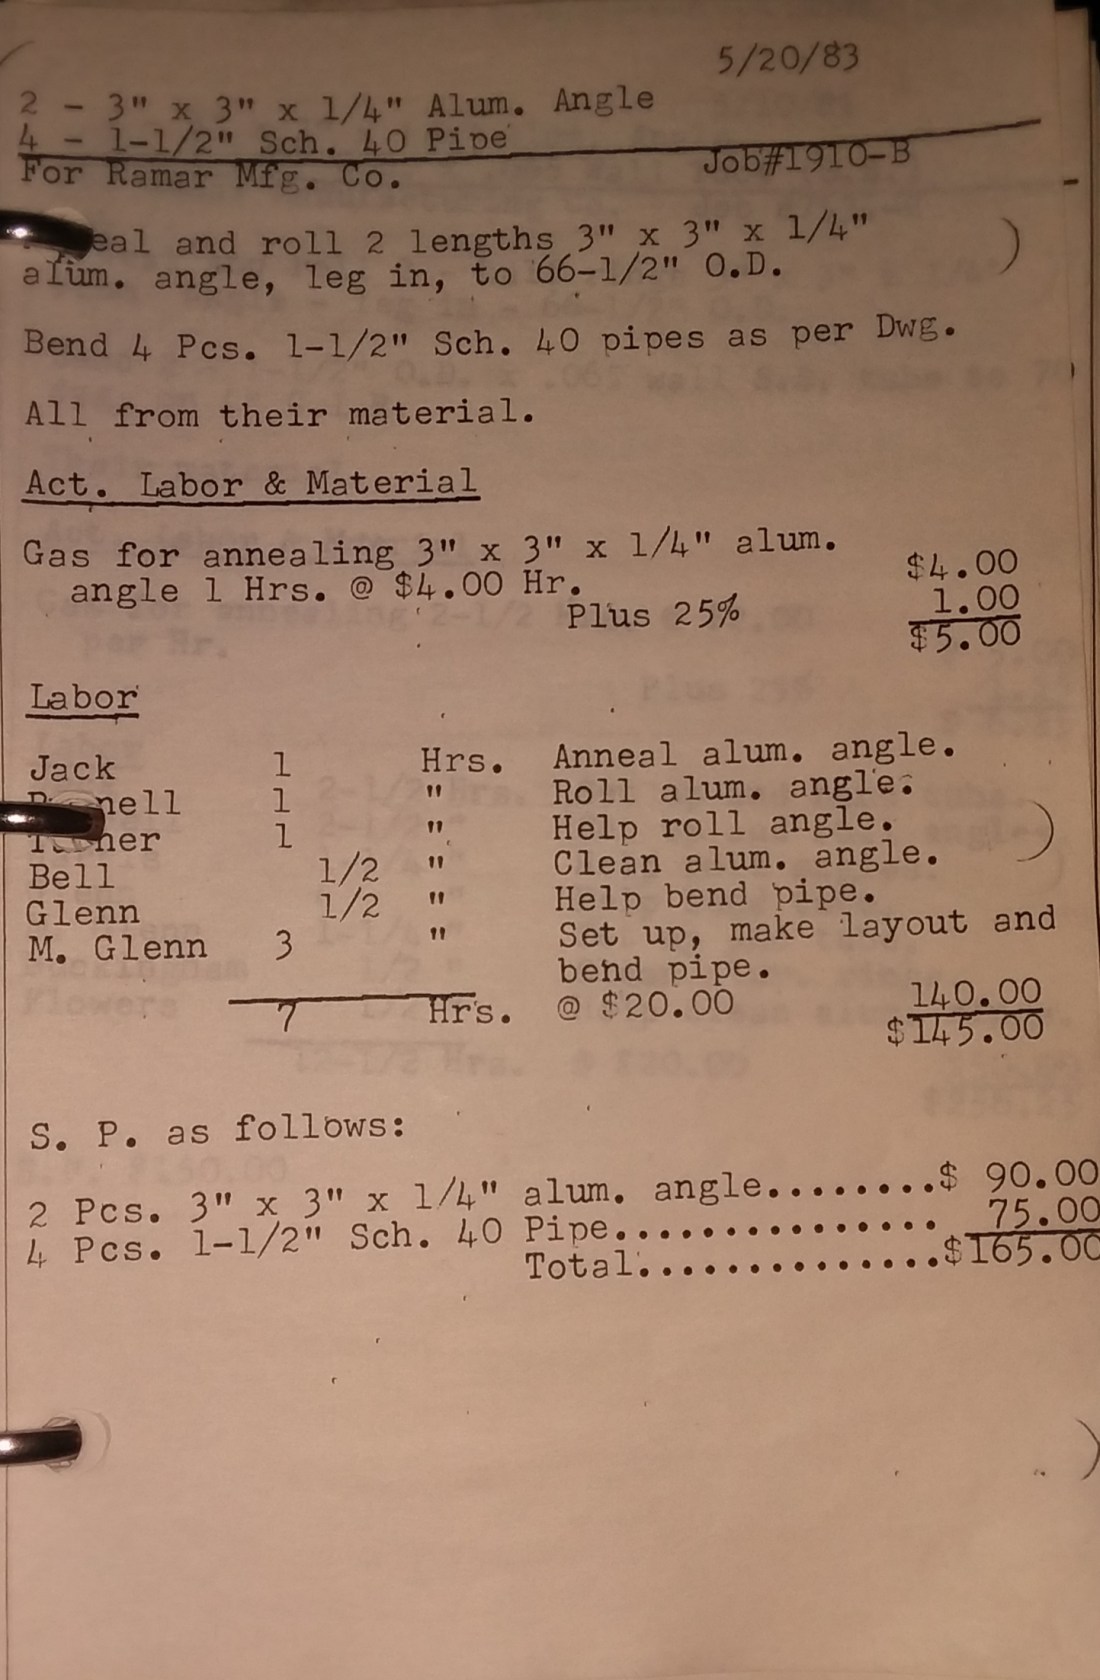 5/20/83
2 - 3" x 3" x 1/4" Alum. Angle
4 - 1-1/2" Sch. 40 Pipe
For Ramar Mfg. Co. Job#1910-B
and roll 2 lengths 3" x 3" x 1/4"
alum. angle, leg in, to 66-1/2" O.D.
Bend 4 Pcs. 1-1/2" Sch. 40 pipes as per Dwg.
All from their material.
Act. Labor & Material
Gas for annealing 3" x 3" x 1/4" alum.
angle 1 Hrs. @ $4.00 Hr. $4.00
Plus 25% 1.00
$5.00
Labor
Jack 1 Hrs. Anneal alum. angle.
1 " Roll alum. angle.
1 " Help roll angle.
Bell 1/2 " Clean alum. angle.
Glenn 1/2 " Help bend pipe.
M. Glenn 3 " Set up, make layout and
bend pipe.
7 Hrs. @ $20.00 140.00
$145.00
S. P. as follows:
2 Pcs. 3" x 3" x 1/4" alum. angle........$ 90.00
4 Pcs. 1-1/2" Sch. 40 Pipe............... 75.00
Total..............$165.00